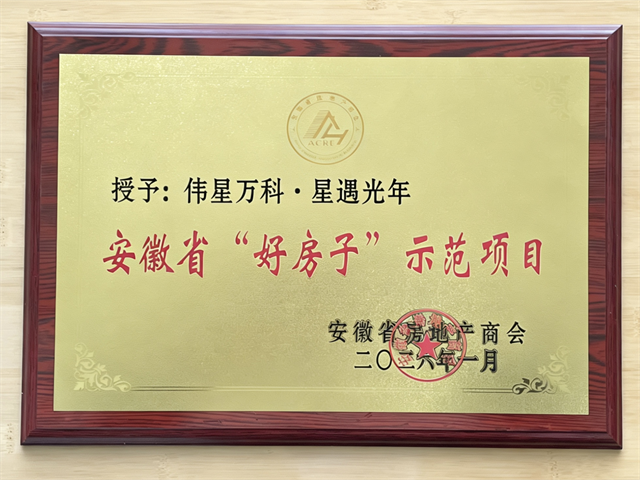 ACRE
授予：伟星万科·星遇光年
安徽省“好房子”示范项目
安徽省房地产商会
二〇二六年一月